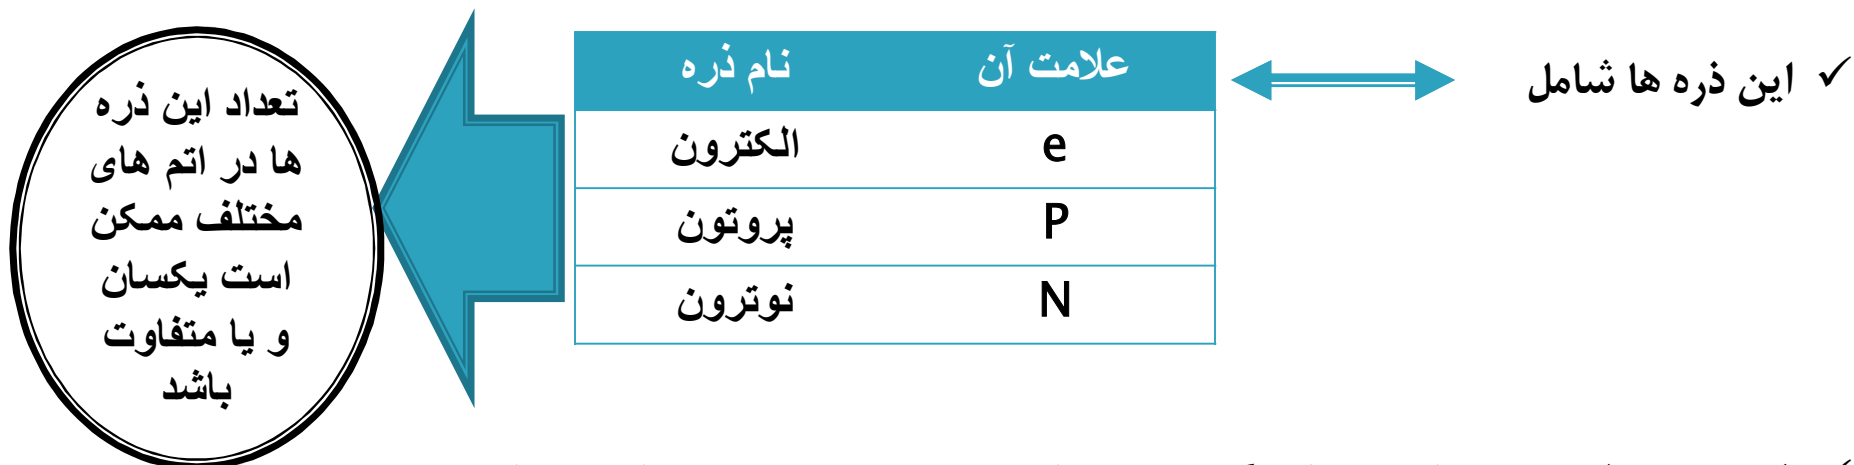 ✓ این ذره ها شامل
علامت آن نام ذره
e الکترون
P پروتون
N نوترون
تعداد این ذره
ها در اتم های
مختلف ممکن
است یکسان
و یا متفاوت
باشد